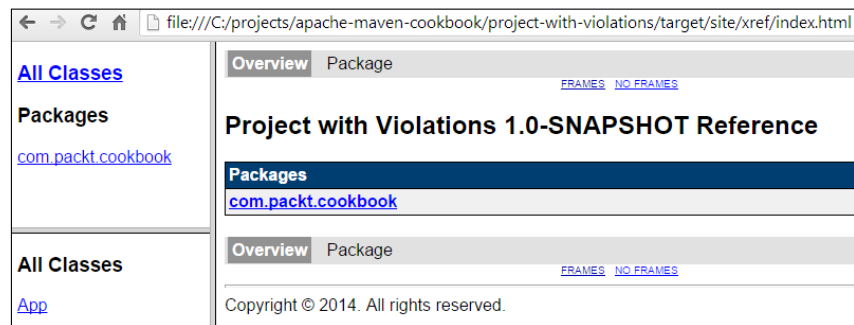 file:///C:/projects/apache-maven-cookbook/project-with-violations/target/site/xref/index.html
All Classes
Packages
com.packt.cookbook
All Classes
App
Overview Package
FRAMES NO FRAMES
Project with Violations 1.0-SNAPSHOT Reference
Packages
com.packt.cookbook
Overview Package
FRAMES NO FRAMES
Copyright © 2014. All rights reserved.